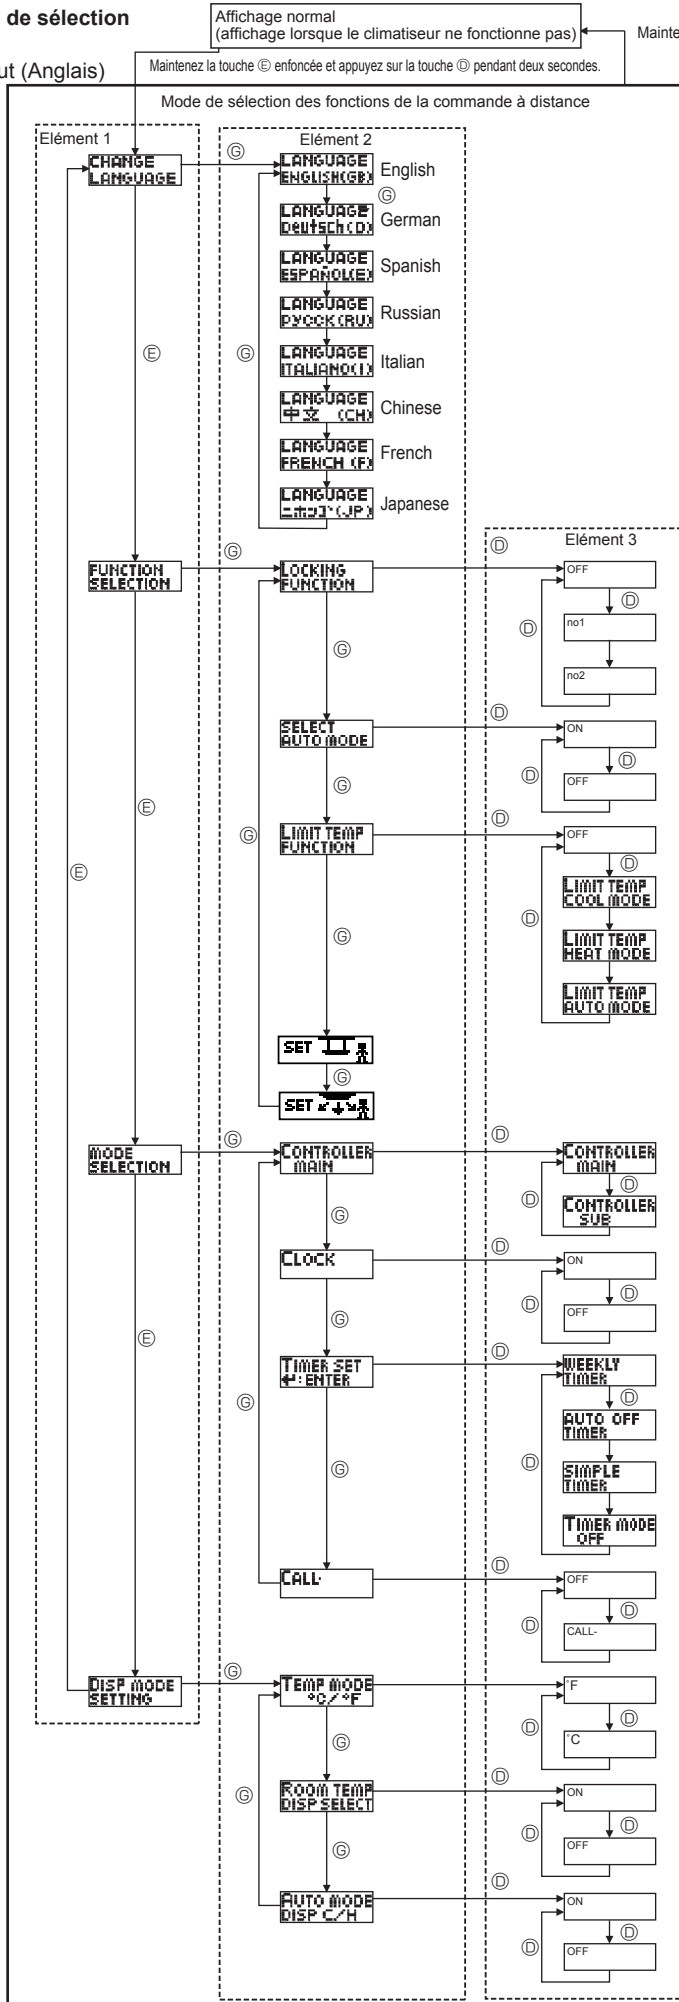 de sélection
Affichage normal
(affichage lorsque le climatiseur ne fonctionne pas)
Mainte
ut (Anglais)
Maintenez la touche Ⓔ enfoncée et appuyez sur la touche Ⓓ pendant deux secondes.
Mode de sélection des fonctions de la commande à distance
Elément 1
Elément 2
CHANGE
LANGUAGE
Ⓖ
LANGUAGE
ENGLISH(GB)
English
Ⓖ
LANGUAGE
Deutsch(D)
German
LANGUAGE
ESPAÑOL(E)
Spanish
LANGUAGE
РУССК(RU)
Russian
Ⓔ
Ⓖ
LANGUAGE
ITALIANO(I)
Italian
LANGUAGE
中文 (CH)
Chinese
LANGUAGE
FRENCH (F)
French
LANGUAGE
ニホンゴ(JP)
Japanese
Elément 3
FUNCTION
SELECTION
Ⓖ
LOCKING
FUNCTION
Ⓓ
OFF
Ⓓ
Ⓓ
no1
no2
Ⓖ
SELECT
AUTO MODE
Ⓓ
ON
Ⓓ
Ⓓ
OFF
Ⓖ
Ⓔ
Ⓖ
LIMIT TEMP
FUNCTION
Ⓓ
OFF
Ⓓ
Ⓔ
LIMIT TEMP
COOL MODE
Ⓓ
LIMIT TEMP
HEAT MODE
Ⓖ
LIMIT TEMP
AUTO MODE
SET
Ⓖ
SET
MODE
SELECTION
Ⓖ
CONTROLLER
MAIN
Ⓓ
CONTROLLER
MAIN
Ⓓ
Ⓓ
CONTROLLER
SUB
Ⓖ
CLOCK
Ⓓ
ON
Ⓓ
Ⓓ
OFF
Ⓖ
Ⓔ
TIMER SET
↵:ENTER
Ⓓ
WEEKLY
TIMER
Ⓓ
Ⓖ
AUTO OFF
TIMER
Ⓓ
SIMPLE
TIMER
Ⓖ
TIMER MODE
OFF
CALL-
Ⓓ
OFF
Ⓓ
Ⓓ
CALL-
DISP MODE
SETTING
Ⓖ
TEMP MODE
°C/°F
Ⓓ
°F
Ⓓ
Ⓓ
°C
Ⓖ
Ⓖ
ROOM TEMP
DISP SELECT
Ⓓ
ON
Ⓓ
Ⓓ
OFF
Ⓖ
AUTO MODE
DISP C/H
Ⓓ
ON
Ⓓ
Ⓓ
OFF